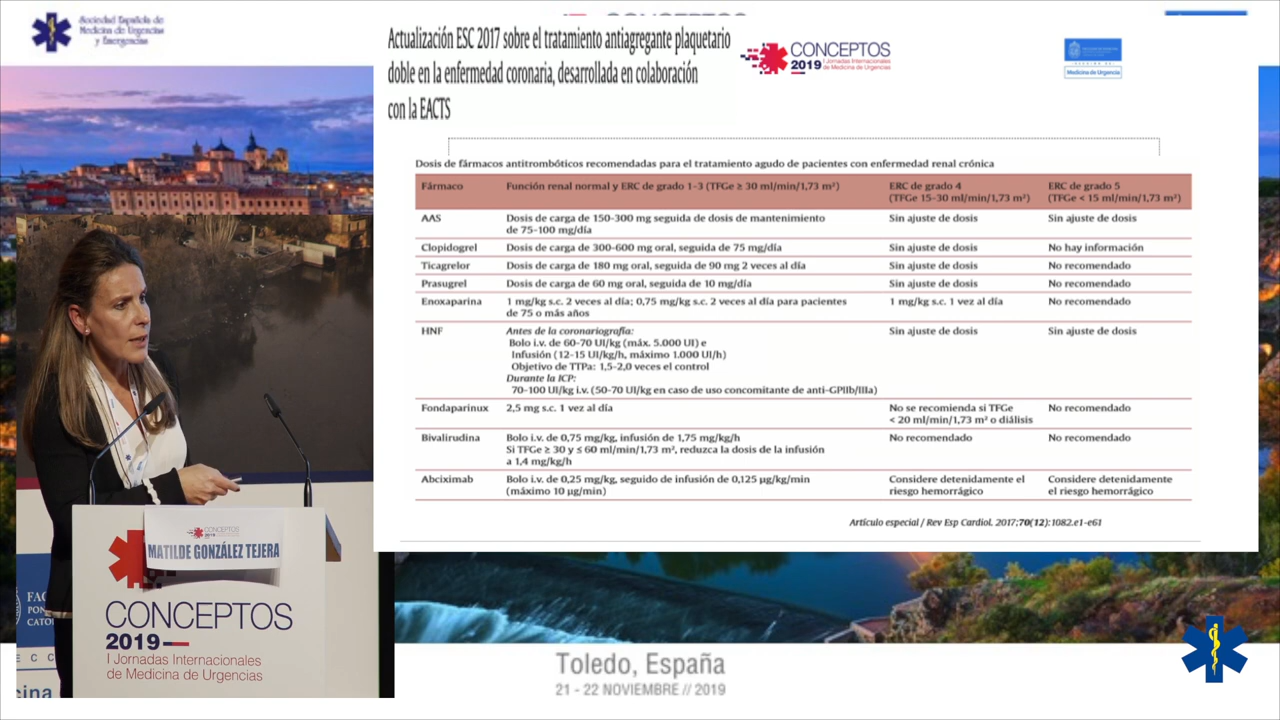 Sociedad Española de
Medicina de Urgencias
y Emergencias
Actualización ESC 2017 sobre el tratamiento antiagregante plaquetario
doble en la enfermedad coronaria, desarrollada en colaboración
con la EACTS
CONCEPTOS
2019 I Jornadas Internacionales
de Medicina de Urgencias
Medicina de Urgencia
Dosis de fármacos antitrombóticos recomendadas para el tratamiento agudo de pacientes con enfermedad renal crónica
Fármaco Función renal normal y ERC de grado 1-3 (TFGe ≥ 30 ml/min/1,73 m²) ERC de grado 4 ERC de grado 5
(TFGe 15-30 ml/min/1,73 m²) (TFGe < 15 ml/min/1,73 m²)
AAS Dosis de carga de 150-300 mg seguida de dosis de mantenimiento Sin ajuste de dosis Sin ajuste de dosis
de 75-100 mg/día
Clopidogrel Dosis de carga de 300-600 mg oral, seguida de 75 mg/día Sin ajuste de dosis No hay información
Ticagrelor Dosis de carga de 180 mg oral, seguida de 90 mg 2 veces al día Sin ajuste de dosis No recomendado
Prasugrel Dosis de carga de 60 mg oral, seguida de 10 mg/día Sin ajuste de dosis No recomendado
Enoxaparina 1 mg/kg s.c. 2 veces al día; 0,75 mg/kg s.c. 2 veces al día para pacientes 1 mg/kg s.c. 1 vez al día No recomendado
de 75 o más años
HNF Antes de la coronariografía: Sin ajuste de dosis Sin ajuste de dosis
Bolo i.v. de 60-70 UI/kg (máx. 5.000 UI) e
Infusión (12-15 UI/kg/h, máximo 1.000 UI/h)
Objetivo de TTPa: 1,5-2,0 veces el control
Durante la ICP:
70-100 UI/kg i.v. (50-70 UI/kg en caso de uso concomitante de anti-GPIIb/IIIa)
Fondaparinux 2,5 mg s.c. 1 vez al día No se recomienda si TFGe No recomendado
< 20 ml/min/1,73 m² o diálisis
Bivalirudina Bolo i.v. de 0,75 mg/kg, infusión de 1,75 mg/kg/h No recomendado No recomendado
Si TFGe ≥ 30 y ≤ 60 ml/min/1,73 m², reduzca la dosis de la infusión
a 1,4 mg/kg/h
Abciximab Bolo i.v. de 0,25 mg/kg, seguido de infusión de 0,125 µg/kg/min Considere detenidamente el Considere detenidamente
(máximo 10 µg/min) riesgo hemorrágico el riesgo hemorrágico
Artículo especial / Rev Esp Cardiol. 2017;70(12):1082.e1-e61
CONCEPTOS
MATILDE GONZÁLEZ TEJERA
CONCEPTOS
2019
I Jornadas Internacionales
de Medicina de Urgencias
Toledo, España
21 - 22 NOVIEMBRE // 2019